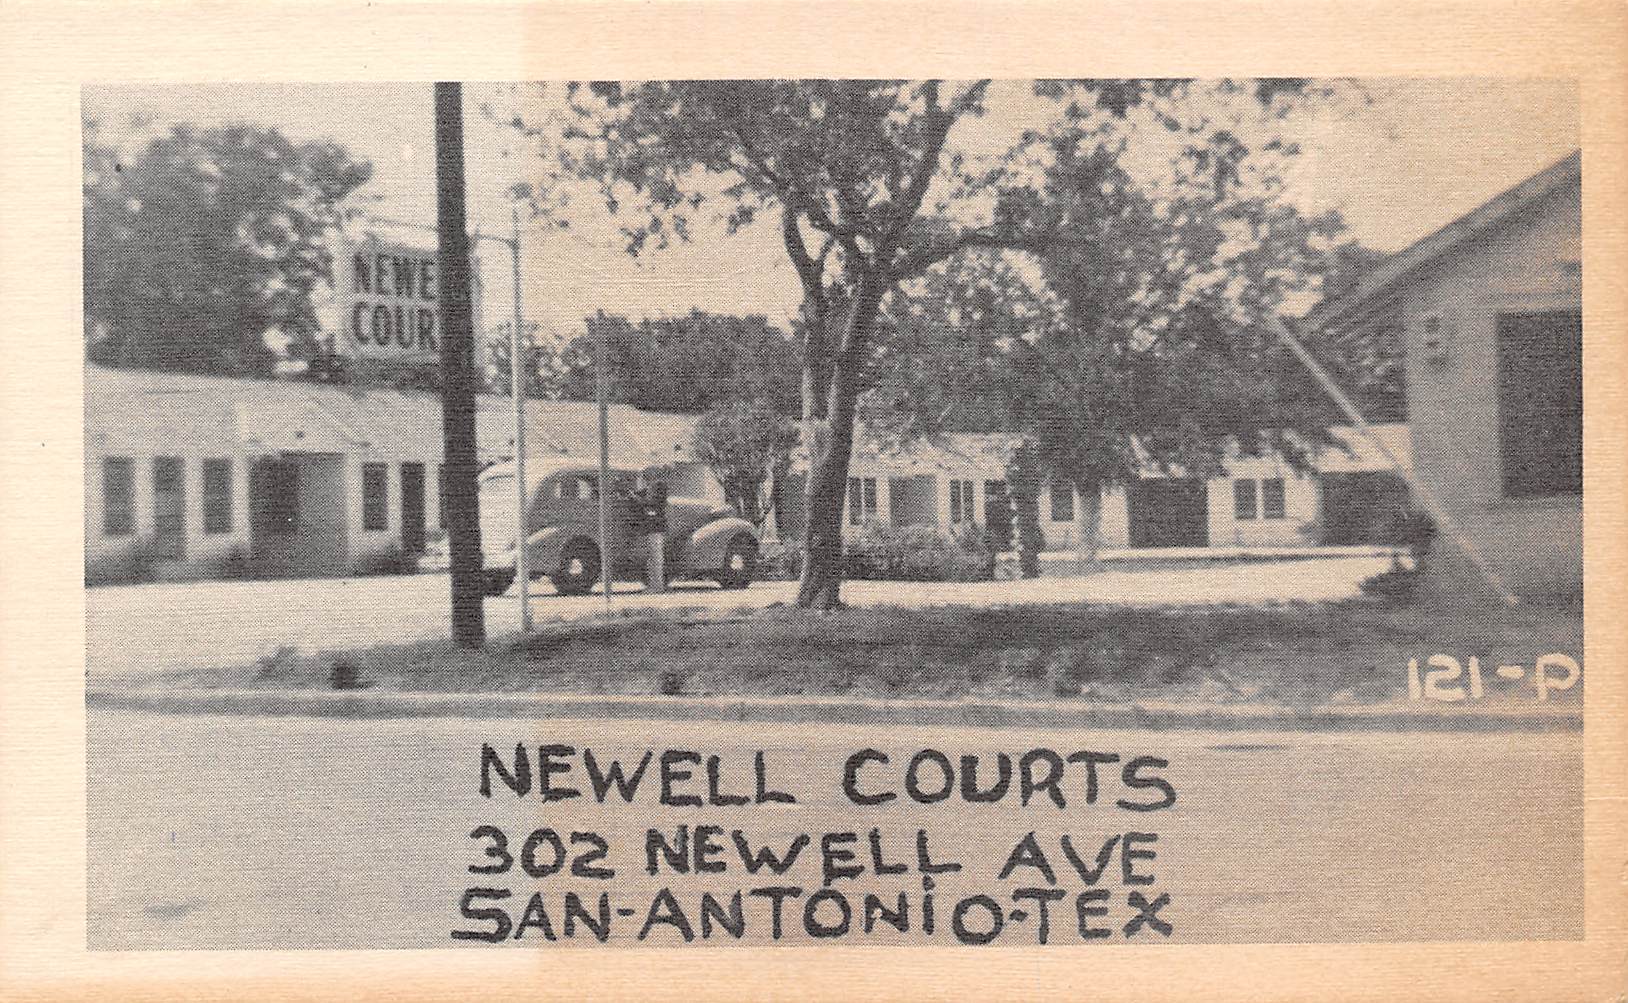 NEWE
COUR
121-P
NEWELL COURTS
302 NEWELL AVE
SAN-ANTONIO-TEX